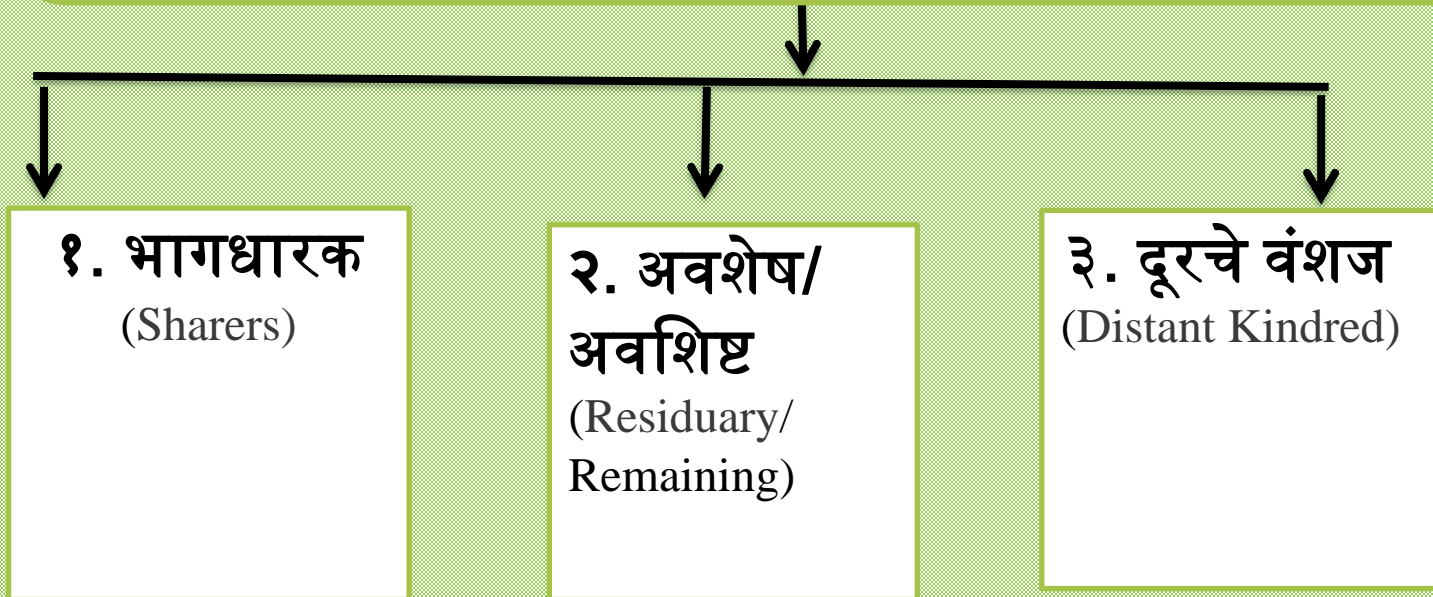 १. भागधारक
(Sharers)
२. अवशेष/
अवशिष्ट
(Residuary/
Remaining)
३. दूरचे वंशज
(Distant Kindred)